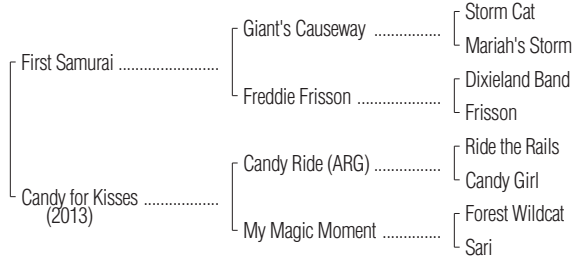 Storm Cat
Giant's Causeway ..................
Mariah's Storm
First Samurai .......................
Dixieland Band
Freddie Frisson ...................
Frisson
Ride the Rails
Candy Ride (ARG) ...............
Candy Girl
Candy for Kisses .................
(2013)
Forest Wildcat
My Magic Moment .............
Sari